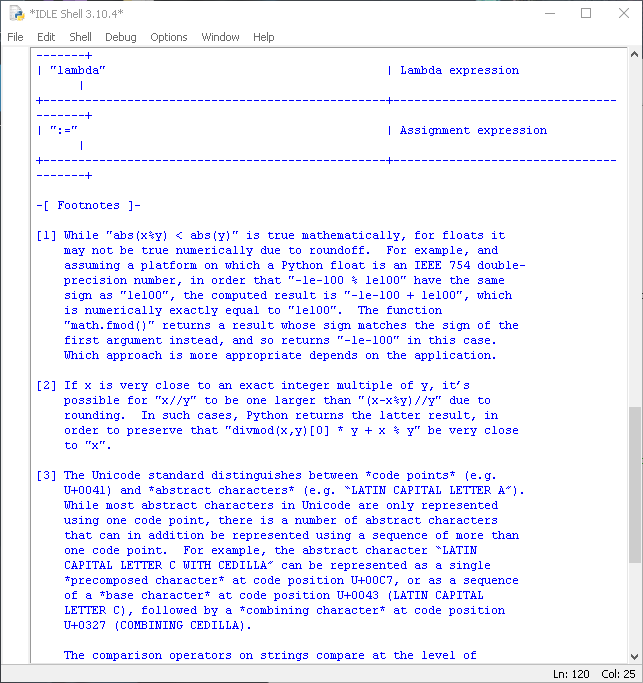 *IDLE Shell 3.10.4*
File Edit Shell Debug Options Window Help
-------+
| "lambda" | Lambda expression
|
+-------------------------------------------------+--------------------------------
-------+
| ":=" | Assignment expression
|
+-------------------------------------------------+--------------------------------
-------+
-[ Footnotes ]-
[1] While "abs(x%y) < abs(y)" is true mathematically, for floats it
may not be true numerically due to roundoff.  For example, and
assuming a platform on which a Python float is an IEEE 754 double-
precision number, in order that "-1e-100 % 1e100" have the same
sign as "1e100", the computed result is "-1e-100 + 1e100", which
is numerically exactly equal to "1e100".  The function
"math.fmod()" returns a result whose sign matches the sign of the
first argument instead, and so returns "-1e-100" in this case.
Which approach is more appropriate depends on the application.
[2] If x is very close to an exact integer multiple of y, it’s
possible for "x//y" to be one larger than "(x-x%y)//y" due to
rounding.  In such cases, Python returns the latter result, in
order to preserve that "divmod(x,y)[0] * y + x % y" be very close
to "x".
[3] The Unicode standard distinguishes between *code points* (e.g.
U+0041) and *abstract characters* (e.g. “LATIN CAPITAL LETTER A”).
While most abstract characters in Unicode are only represented
using one code point, there is a number of abstract characters
that can in addition be represented using a sequence of more than
one code point.  For example, the abstract character “LATIN
CAPITAL LETTER C WITH CEDILLA” can be represented as a single
*precomposed character* at code position U+00C7, or as a sequence
of a *base character* at code position U+0043 (LATIN CAPITAL
LETTER C), followed by a *combining character* at code position
U+0327 (COMBINING CEDILLA).
The comparison operators on strings compare at the level of
Ln: 120 Col: 25